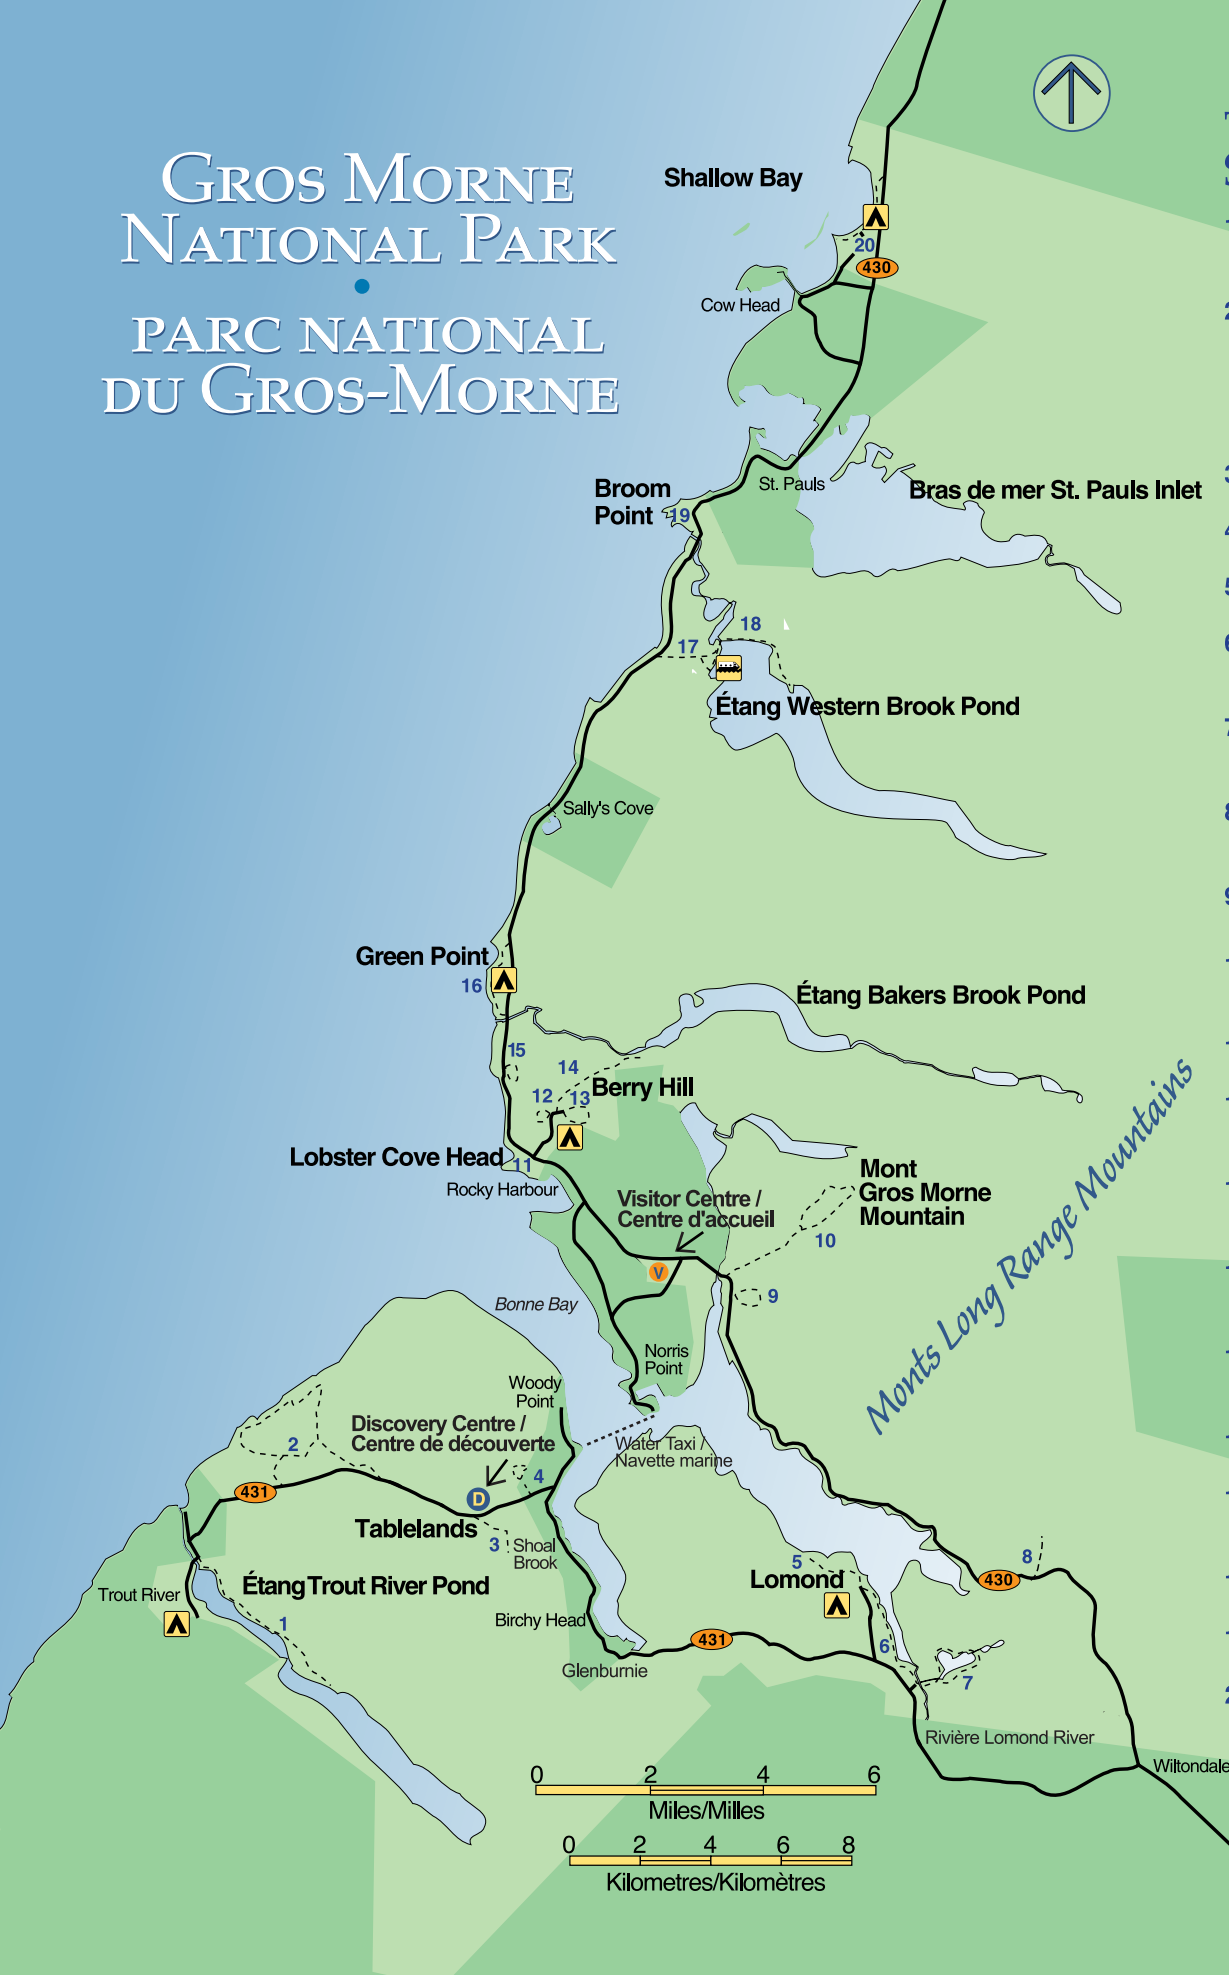 GROS MORNE
NATIONAL PARK
•
PARC NATIONAL
DU GROS-MORNE
Shallow Bay
20
430
Cow Head
Broom
Point
19
St. Pauls
Bras de mer St. Pauls Inlet
18
17
Étang Western Brook Pond
Sally's Cove
Green Point
16
Étang Bakers Brook Pond
15
14
Berry Hill
12
13
Lobster Cove Head
11
Rocky Harbour
Mont
Gros Morne
Mountain
Visitor Centre /
Centre d'accueil
10
V
9
Monts Long Range Mountains
Bonne Bay
Norris
Point
Woody
Point
Discovery Centre /
Centre de découverte
2
Water Taxi /
Navette marine
4
431
D
Tablelands
3
Shoal
Brook
5
Lomond
8
430
Étang Trout River Pond
Trout River
1
Birchy Head
431
6
Glenburnie
7
Rivière Lomond River
Wiltondale
0 2 4 6
Miles/Milles
0 2 4 6 8
Kilometres/Kilomètres